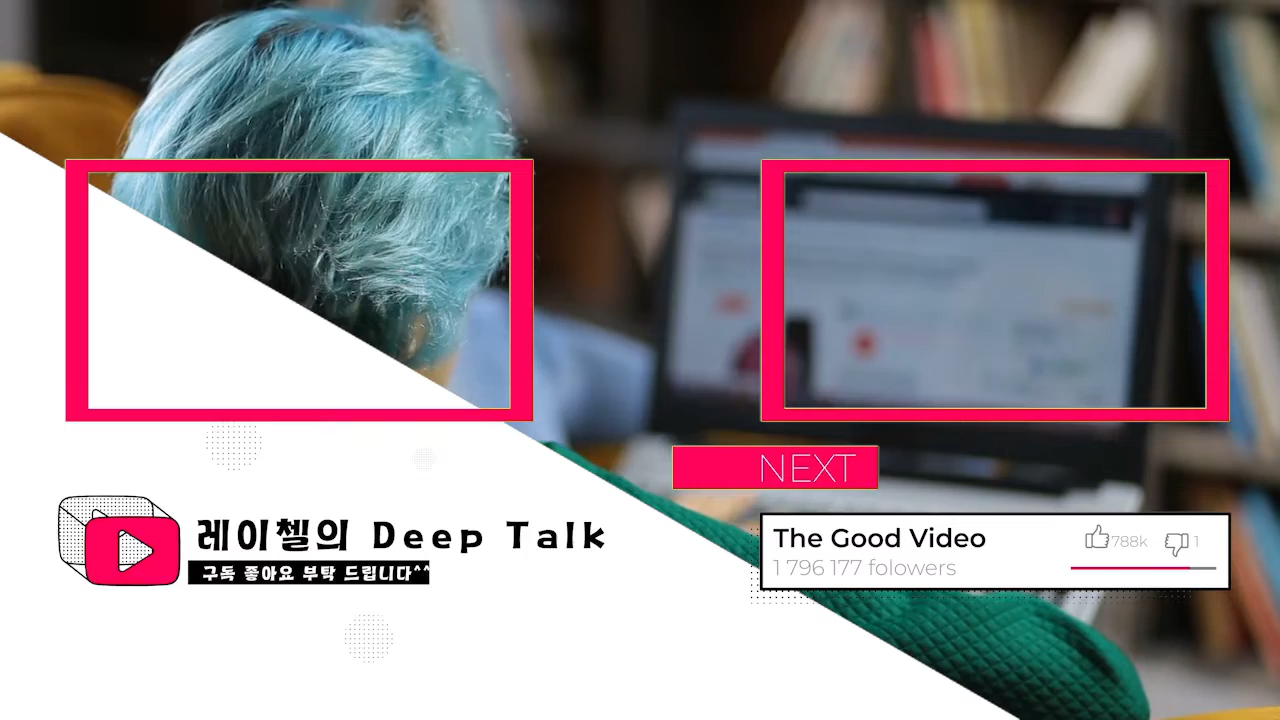 NEXT
레이첼의 Deep Talk
구독 좋아요 부탁 드립니다^^
The Good Video
788k
1
1 796 177 folowers